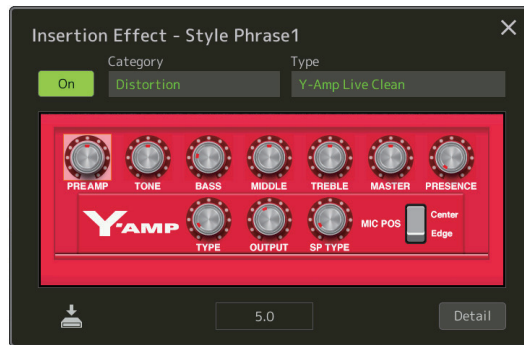 Insertion Effect - Style Phrase1
Category
Type
On
Distortion
Y-Amp Live Clean
PREAMP TONE BASS MIDDLE TREBLE MASTER PRESENCE
Y-AMP
TYPE OUTPUT SP TYPE
MIC POS
Center
Edge
5.0
Detail